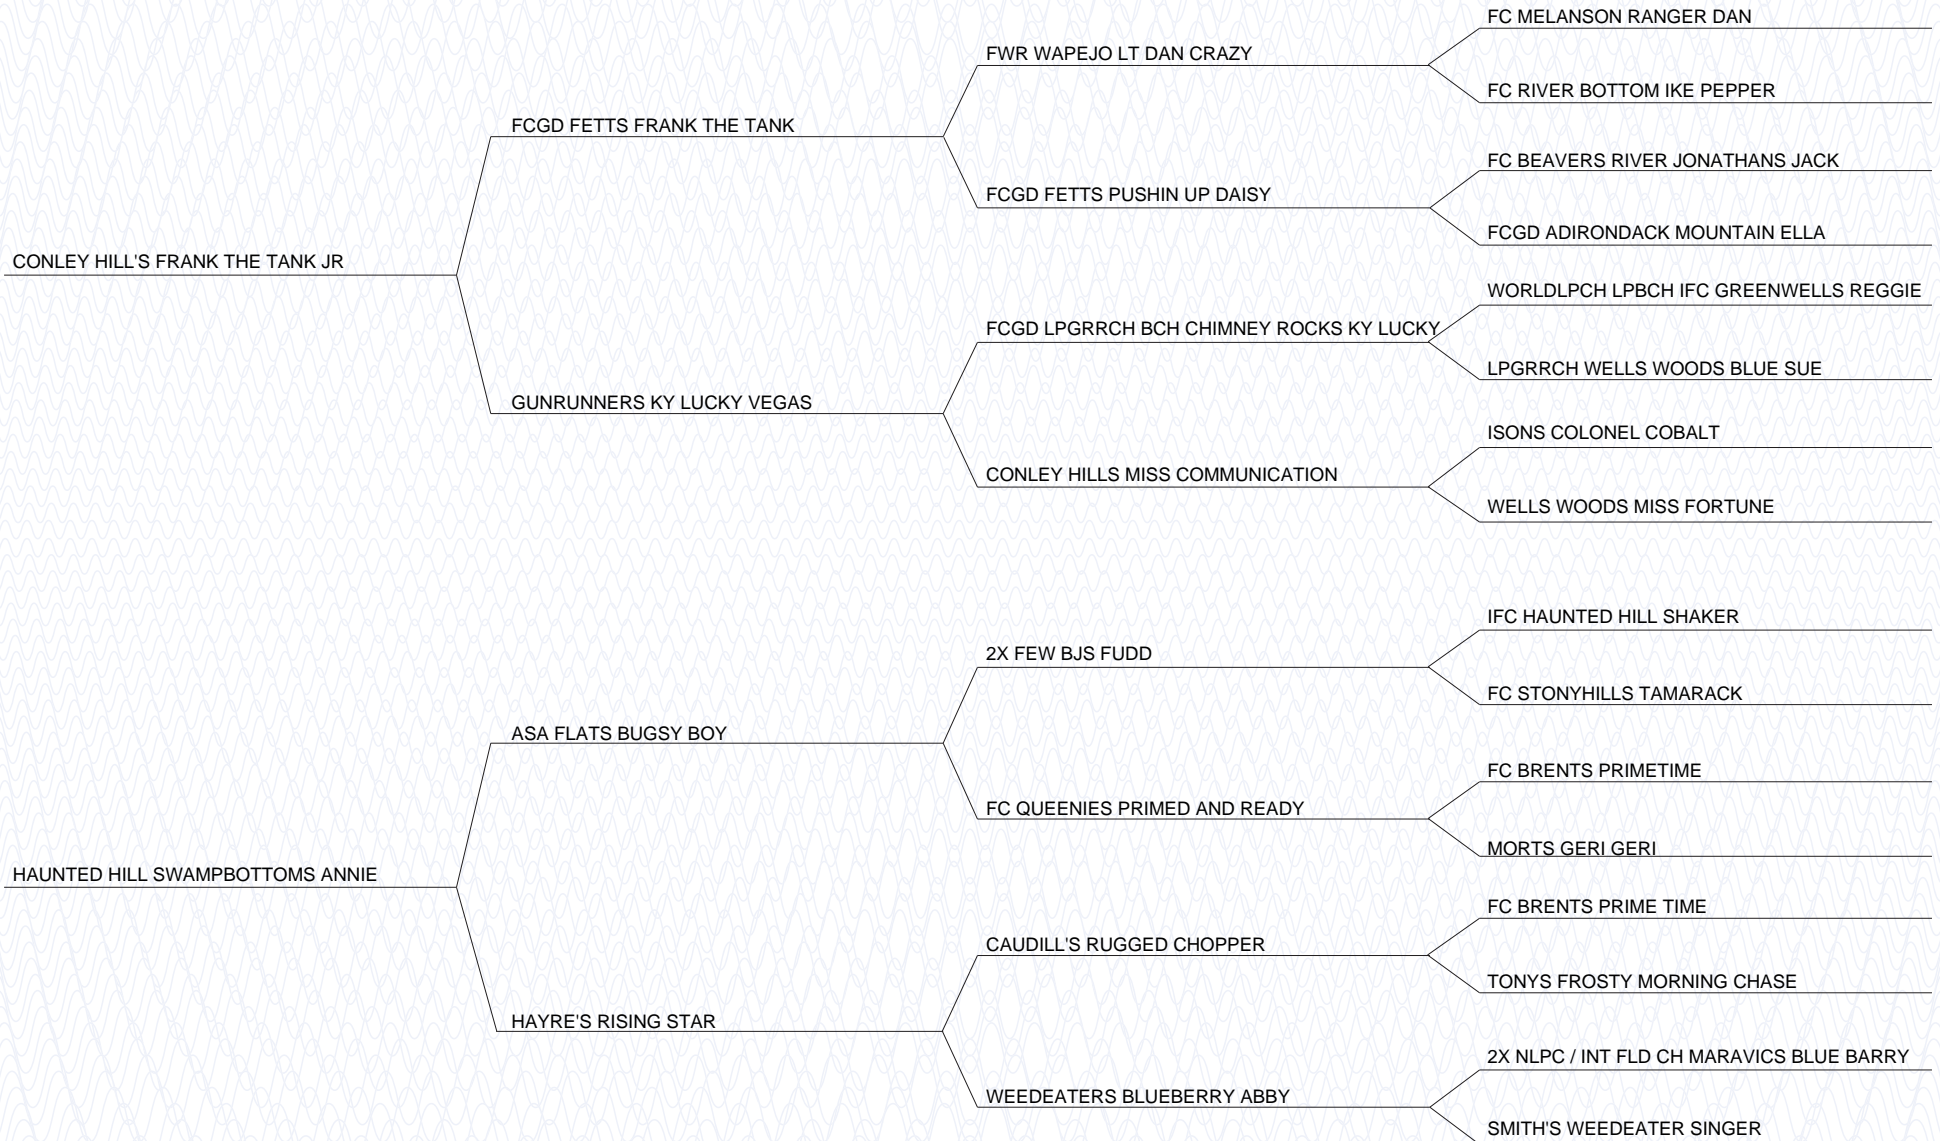 FC MELANSON RANGER DAN
FWR WAPEJO LT DAN CRAZY
FC RIVER BOTTOM IKE PEPPER
FCGD FETTS FRANK THE TANK
FC BEAVERS RIVER JONATHANS JACK
FCGD FETTS PUSHIN UP DAISY
FCGD ADIRONDACK MOUNTAIN ELLA
CONLEY HILL'S FRANK THE TANK JR
WORLDLPCH LPBCH IFC GREENWELLS REGGIE
FCGD LPGRRCH BCH CHIMNEY ROCKS KY LUCKY
LPGRRCH WELLS WOODS BLUE SUE
GUNRUNNERS KY LUCKY VEGAS
ISONS COLONEL COBALT
CONLEY HILLS MISS COMMUNICATION
WELLS WOODS MISS FORTUNE
IFC HAUNTED HILL SHAKER
2X FEW BJS FUDD
FC STONYHILLS TAMARACK
ASA FLATS BUGSY BOY
FC BRENTS PRIMETIME
FC QUEENIES PRIMED AND READY
MORTS GERI GERI
HAUNTED HILL SWAMPBOTTOMS ANNIE
FC BRENTS PRIME TIME
CAUDILL'S RUGGED CHOPPER
TONYS FROSTY MORNING CHASE
HAYRE'S RISING STAR
2X NLPC / INT FLD CH MARAVICS BLUE BARRY
WEEDEATERS BLUEBERRY ABBY
SMITH'S WEEDEATER SINGER